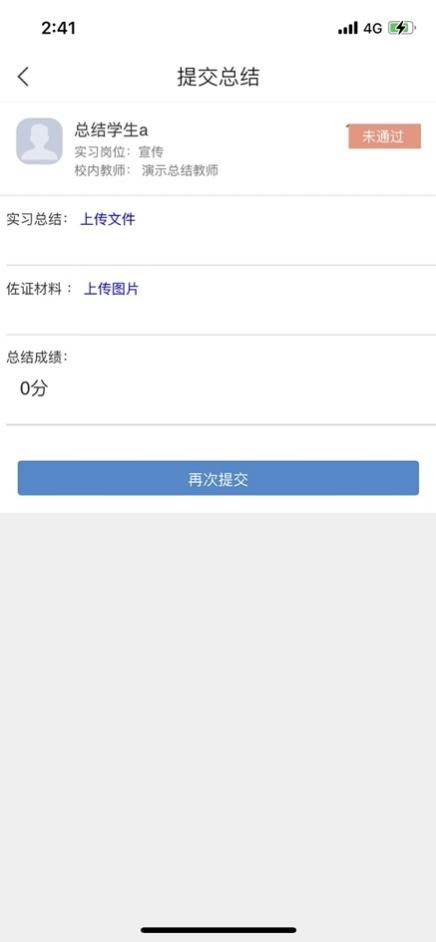 2:41
4G
提交总结
总结学生a
未通过
实习岗位：宣传
校内教师： 演示总结教师
实习总结： 上传文件
佐证材料： 上传图片
总结成绩：
0分
再次提交